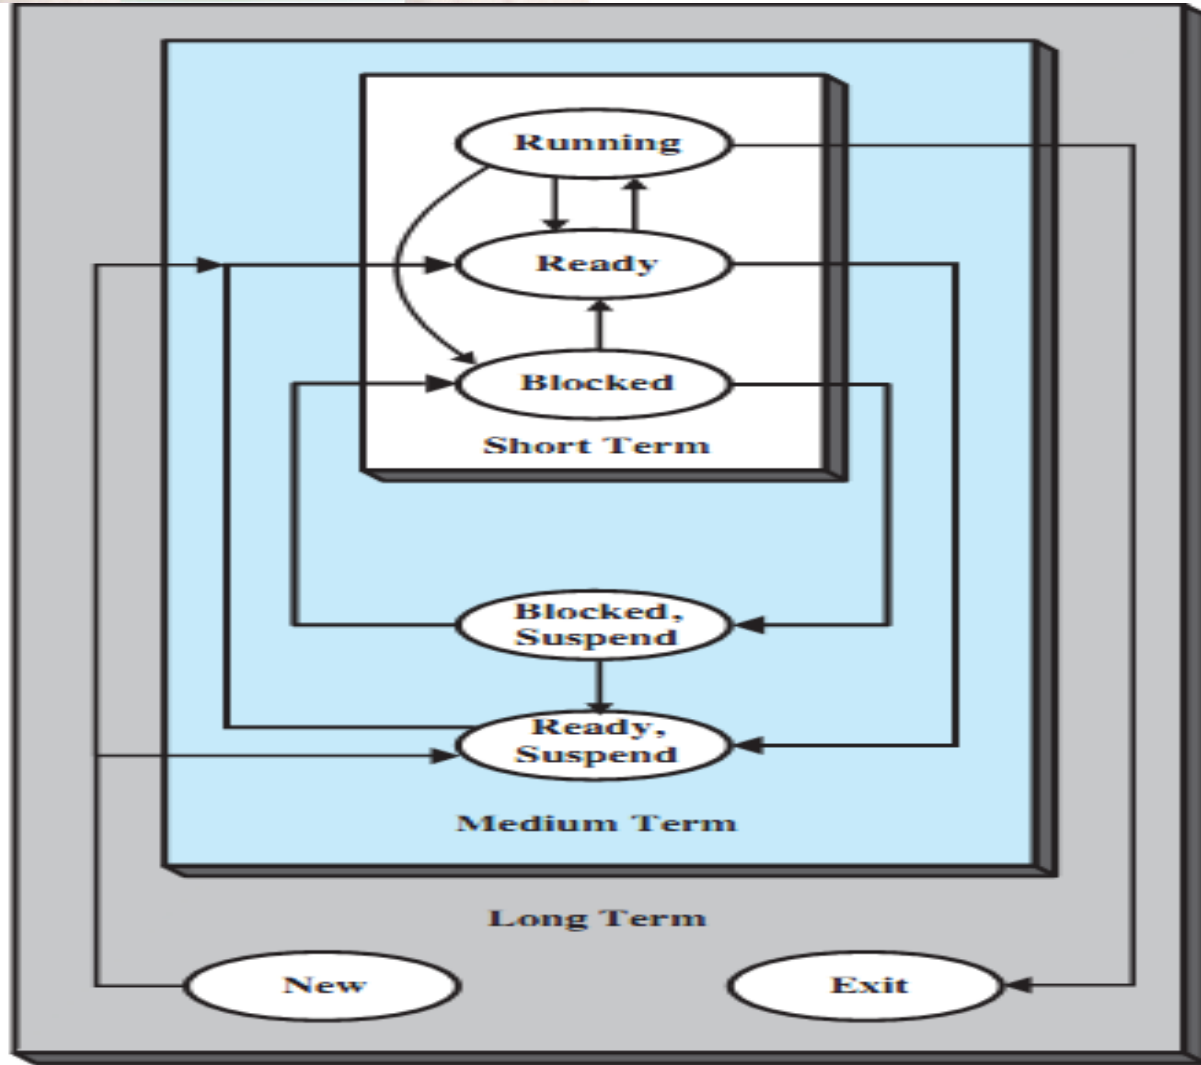 Running
Ready
Blocked
Short Term
Blocked,
Suspend
Ready,
Suspend
Medium Term
Long Term
New
Exit